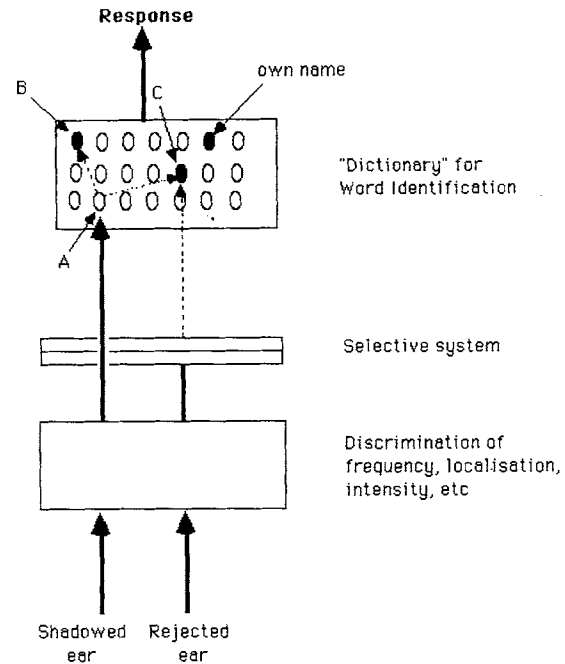 Response
own name
B
C
"Dictionary" for
Word Identification
A
Selective system
Discrimination of
frequency, localisation,
intensity, etc
Shadowed
ear
Rejected
ear